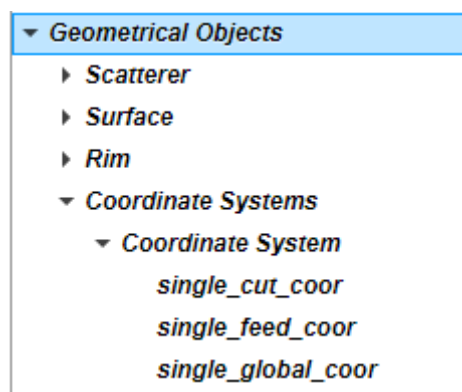 Geometrical Objects
Scatterer
Surface
Rim
Coordinate Systems
Coordinate System
single_cut_coor
single_feed_coor
single_global_coor